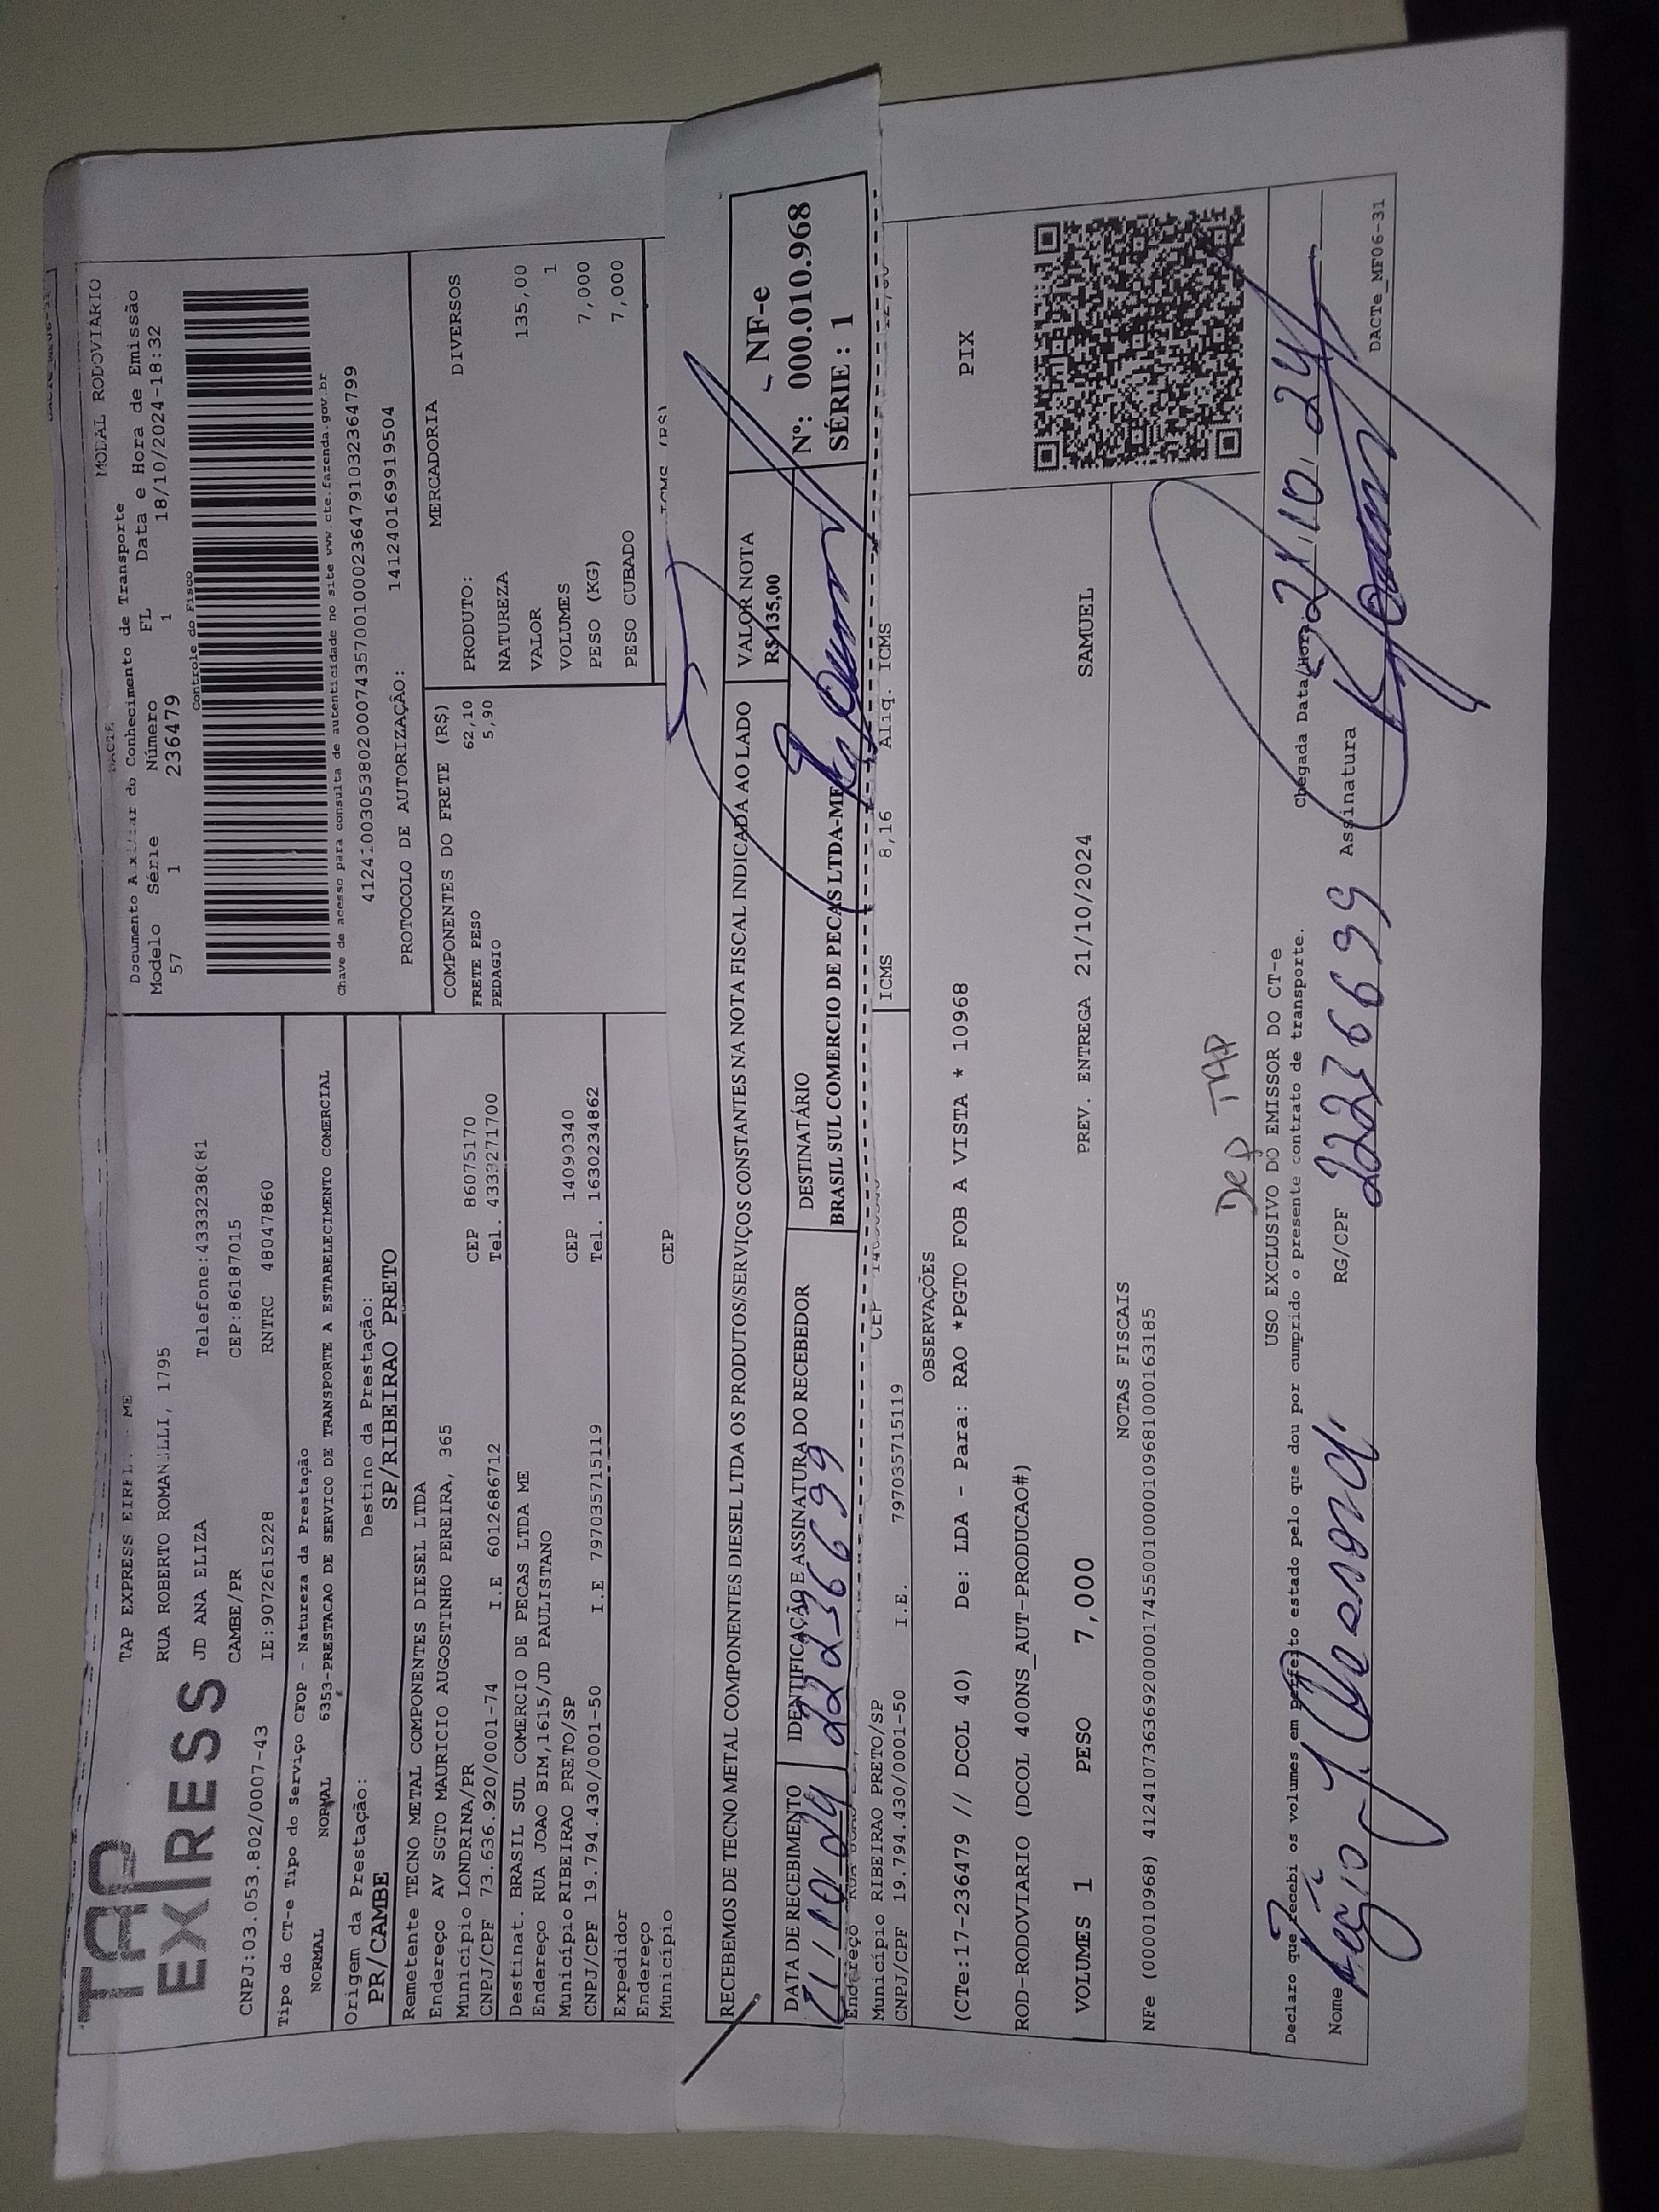 TAP
EXPRESS
TAP EXPRESS
ME
RUA ROBERTO ROMANELLI, 1795
JD ANA ELIZA
Telefone:4333238081
CAMBE/PR
CEP:86187015
CNPJ:03.053.802/0007-43
IE:9072615228
RNTRC 48047860
Tipo do CT-e Tipo do Serviço CFOP - Natureza da Prestação
NORMAL NORMAL 6353-PRESTACAO DE SERVICO DE TRANSPORTE A ESTABELECIMENTO COMERCIAL
Origem da Prestação: Destino da Prestação:
PR/CAMBE SP/RIBEIRAO PRETO
Remetente TECNO METAL COMPONENTES DIESEL LTDA
Endereço AV SGTO MAURICIO AUGOSTINHO PEREIRA, 365
Município LONDRINA/PR CEP 86075170
CNPJ/CPF 73.636.920/0001-74 I.E 6012686712 Tel. 4333271700
Destinat. BRASIL SUL COMERCIO DE PECAS LTDA ME
Endereço RUA JOAO BIM,1615/JD PAULISTANO
Município RIBEIRAO PRETO/SP CEP 14090340
CNPJ/CPF 19.794.430/0001-50 I.E 797035715119 Tel. 1630234862
Expedidor
Endereço
Município CEP
DACTE
MODAL RODOVIÁRIO
Documento Auxiliar do Conhecimento de Transporte
Modelo Série Número FL Data e Hora de Emissão
57 1 236479 1 18/10/2024-18:32
Controle do Fisco
Chave de acesso para consulta de autenticidade no site www.cte.fazenda.gov.br
41241003053802000743570010002364791032364799
PROTOCOLO DE AUTORIZAÇÃO: 141240169919504
COMPONENTES DO FRETE (R$)
FRETE PESO 62,10
PEDAGIO 5,90
MERCADORIA
PRODUTO: DIVERSOS
NATUREZA
VALOR 135,00
VOLUMES 1
PESO (KG) 7,000
PESO CUBADO 7,000
ICMS (R$)
RECEBEMOS DE TECNO METAL COMPONENTES DIESEL LTDA OS PRODUTOS/SERVIÇOS CONSTANTES NA NOTA FISCAL INDICADA AO LADO
VALOR NOTA
R$ 135,00
NF-e
Nº: 000.010.968
SÉRIE : 1
DATA DE RECEBIMENTO
21/10/24
IDENTIFICAÇÃO E ASSINATURA DO RECEBEDOR
22236699
DESTINATÁRIO
BRASIL SUL COMERCIO DE PECAS LTDA-ME
Endereço
CEP
Município RIBEIRAO PRETO/SP
CNPJ/CPF 19.794.430/0001-50 I.E. 797035715119
ICMS 8,16 Aliq. ICMS
OBSERVAÇÕES
(CTe:17-236479 // DCOL 40) De: LDA - Para: RAO *PGTO FOB A VISTA * 10968
ROD-RODOVIARIO (DCOL 400NS_AUT-PRODUCAO#)
PIX
VOLUMES 1 PESO 7,000 PREV. ENTREGA 21/10/2024 SAMUEL
NOTAS FISCAIS
NFe (000010968) 41241073636920000174550010000109681000163185
Dep TAP
USO EXCLUSIVO DO EMISSOR DO CT-e
Declaro que recebi os volumes em perfeito estado pelo que dou por cumprido o presente contrato de transporte.
Chegada Data/Hora: 21.10.24
Nome RG/CPF 22236699 Assinatura
DACTe_MF06-31